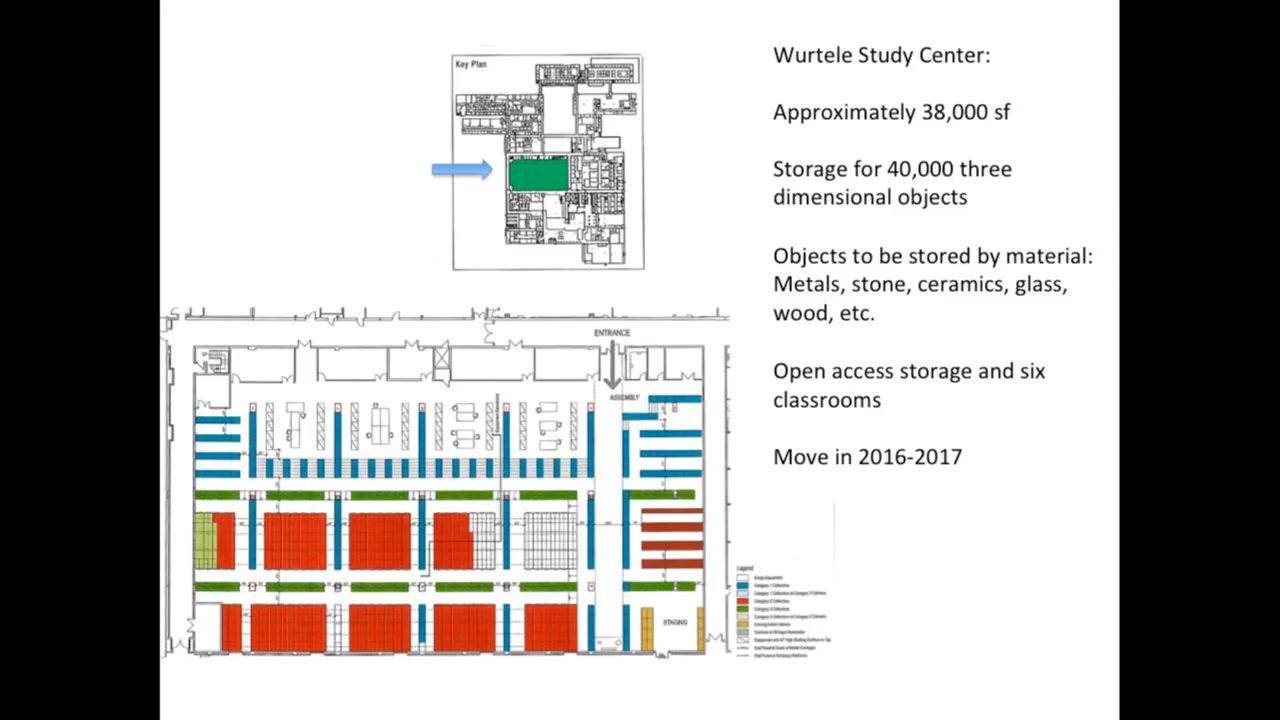 Key Plan
Wurtele Study Center:
Approximately 38,000 sf
Storage for 40,000 three
dimensional objects
Objects to be stored by material:
Metals, stone, ceramics, glass,
wood, etc.
Open access storage and six
classrooms
Move in 2016-2017
ENTRANCE
ASSEMBLY
STAGING
Legend